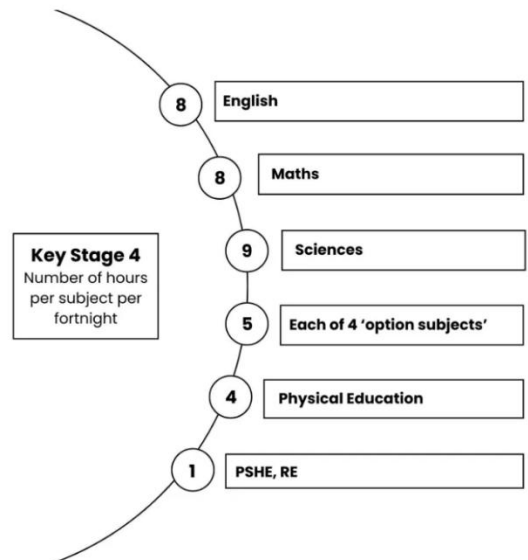 8
English
8
Maths
9
Sciences
Key Stage 4
Number of hours
per subject per
fortnight
5
Each of 4 ‘option subjects’
4
Physical Education
1
PSHE, RE